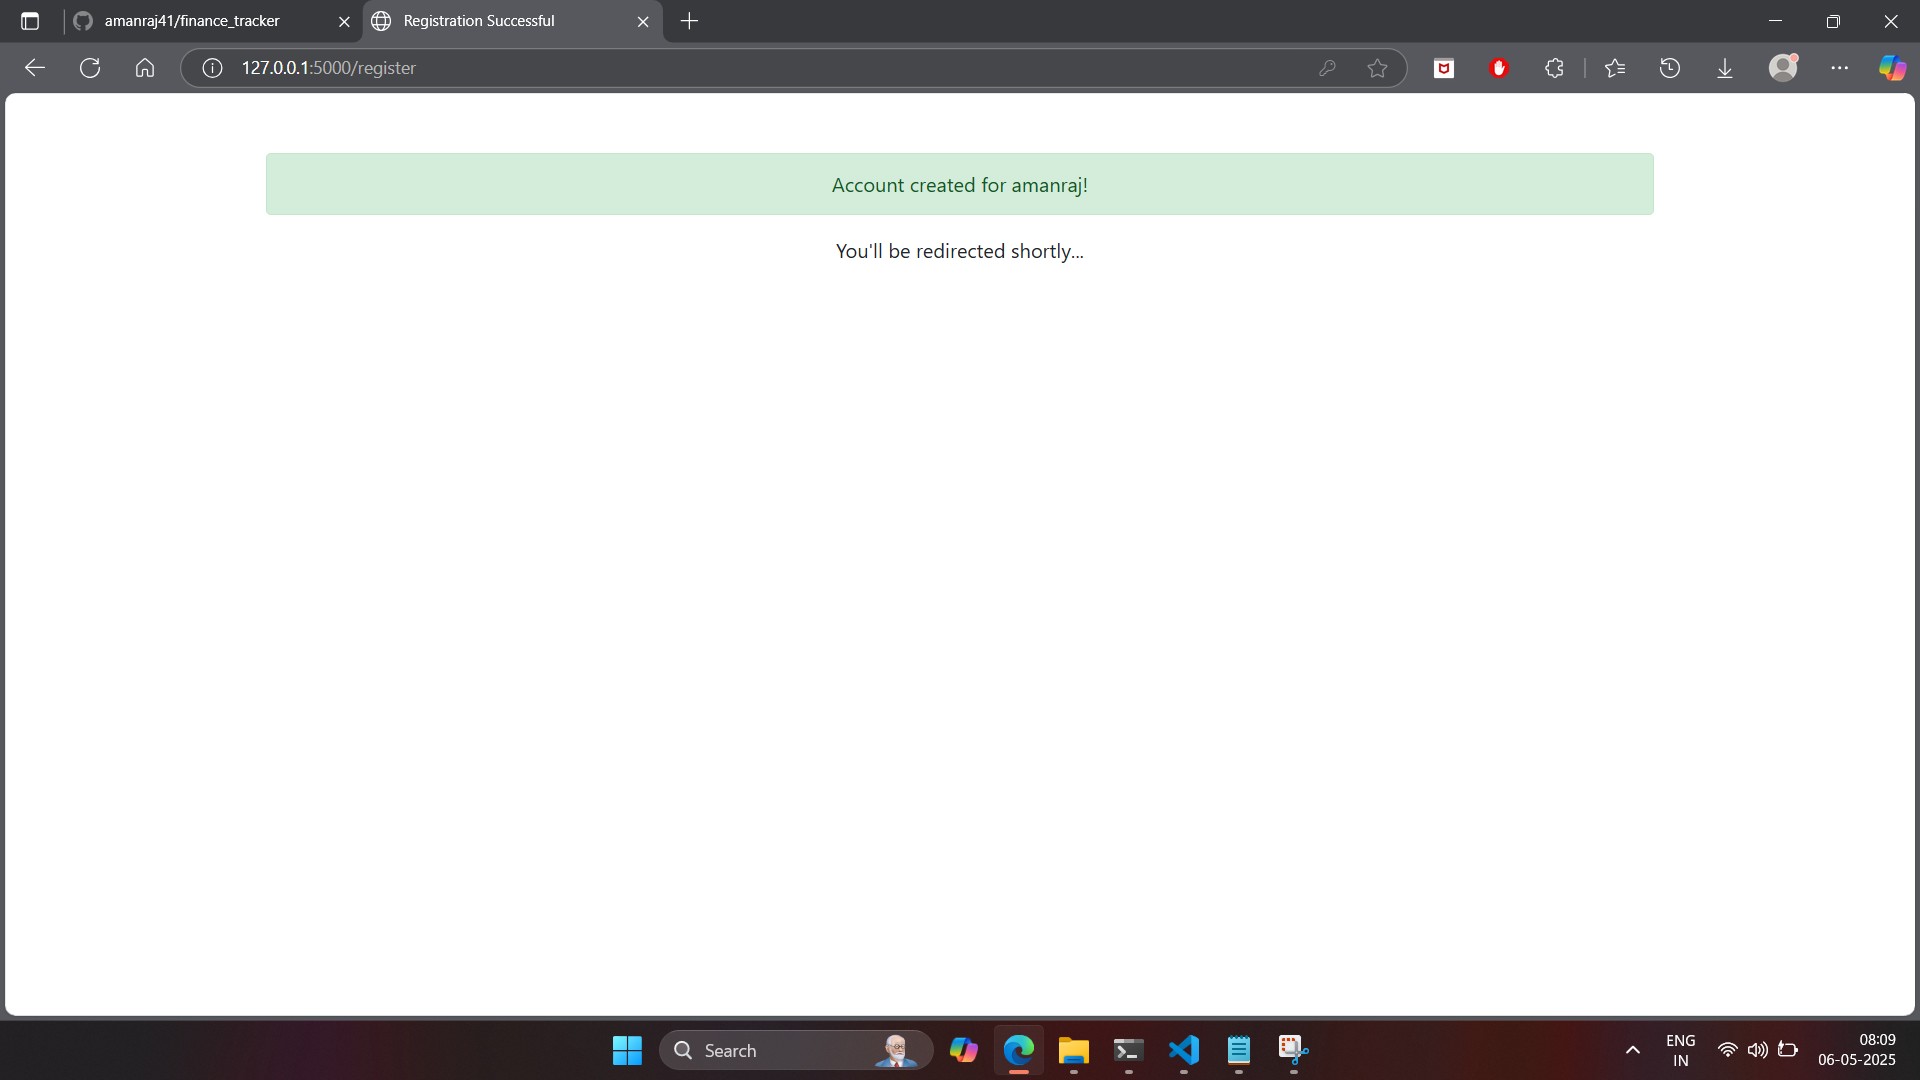 amanraj41/finance_tracker
Registration Successful
127.0.0.1:5000/register
Account created for amanraj!
You'll be redirected shortly...
Search
ENG
IN
08:09
06-05-2025